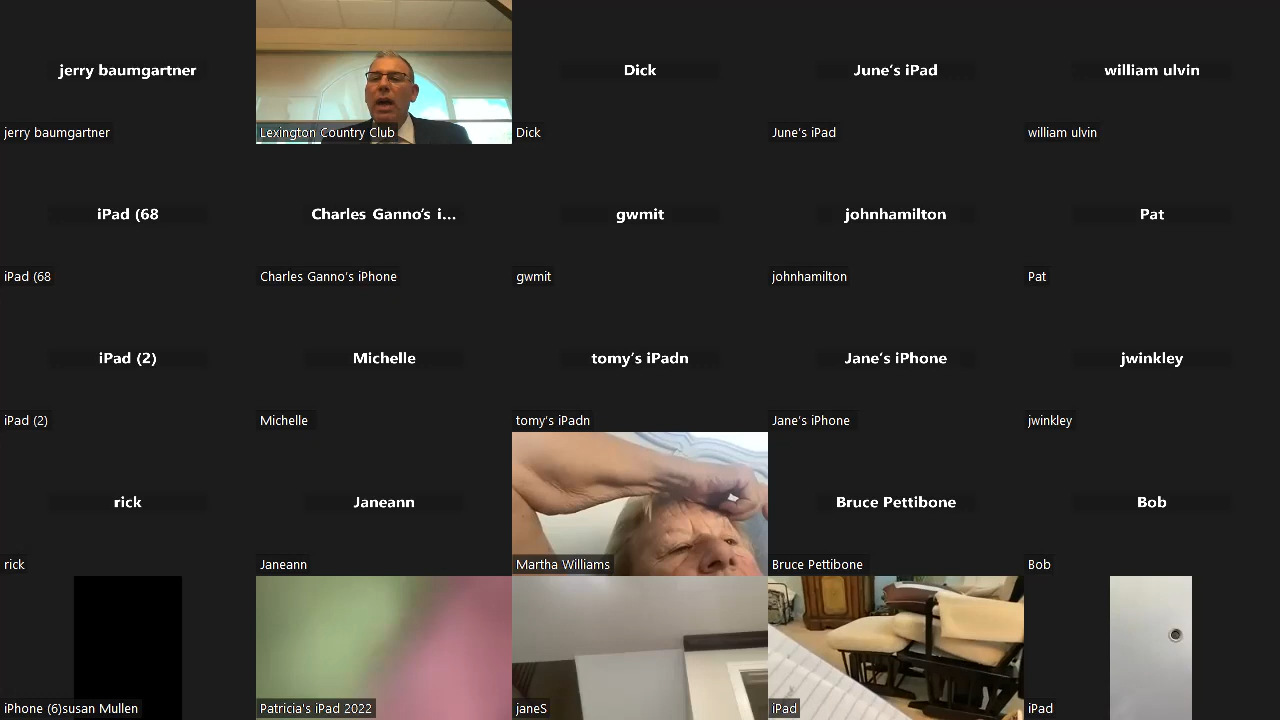 jerry baumgartner
jerry baumgartner
Lexington Country Club
Dick
Dick
June's iPad
June's iPad
william ulvin
william ulvin
iPad (68
iPad (68
Charles Ganno's i...
Charles Ganno's iPhone
gwmit
gwmit
johnhamilton
johnhamilton
Pat
Pat
iPad (2)
iPad (2)
Michelle
Michelle
tomy's iPadn
tomy's iPadn
Jane's iPhone
Jane's iPhone
jwinkley
jwinkley
rick
rick
Janeann
Janeann
Martha Williams
Bruce Pettibone
Bruce Pettibone
Bob
Bob
iPhone (6)susan Mullen
Patricia's iPad 2022
janeS
iPad
iPad